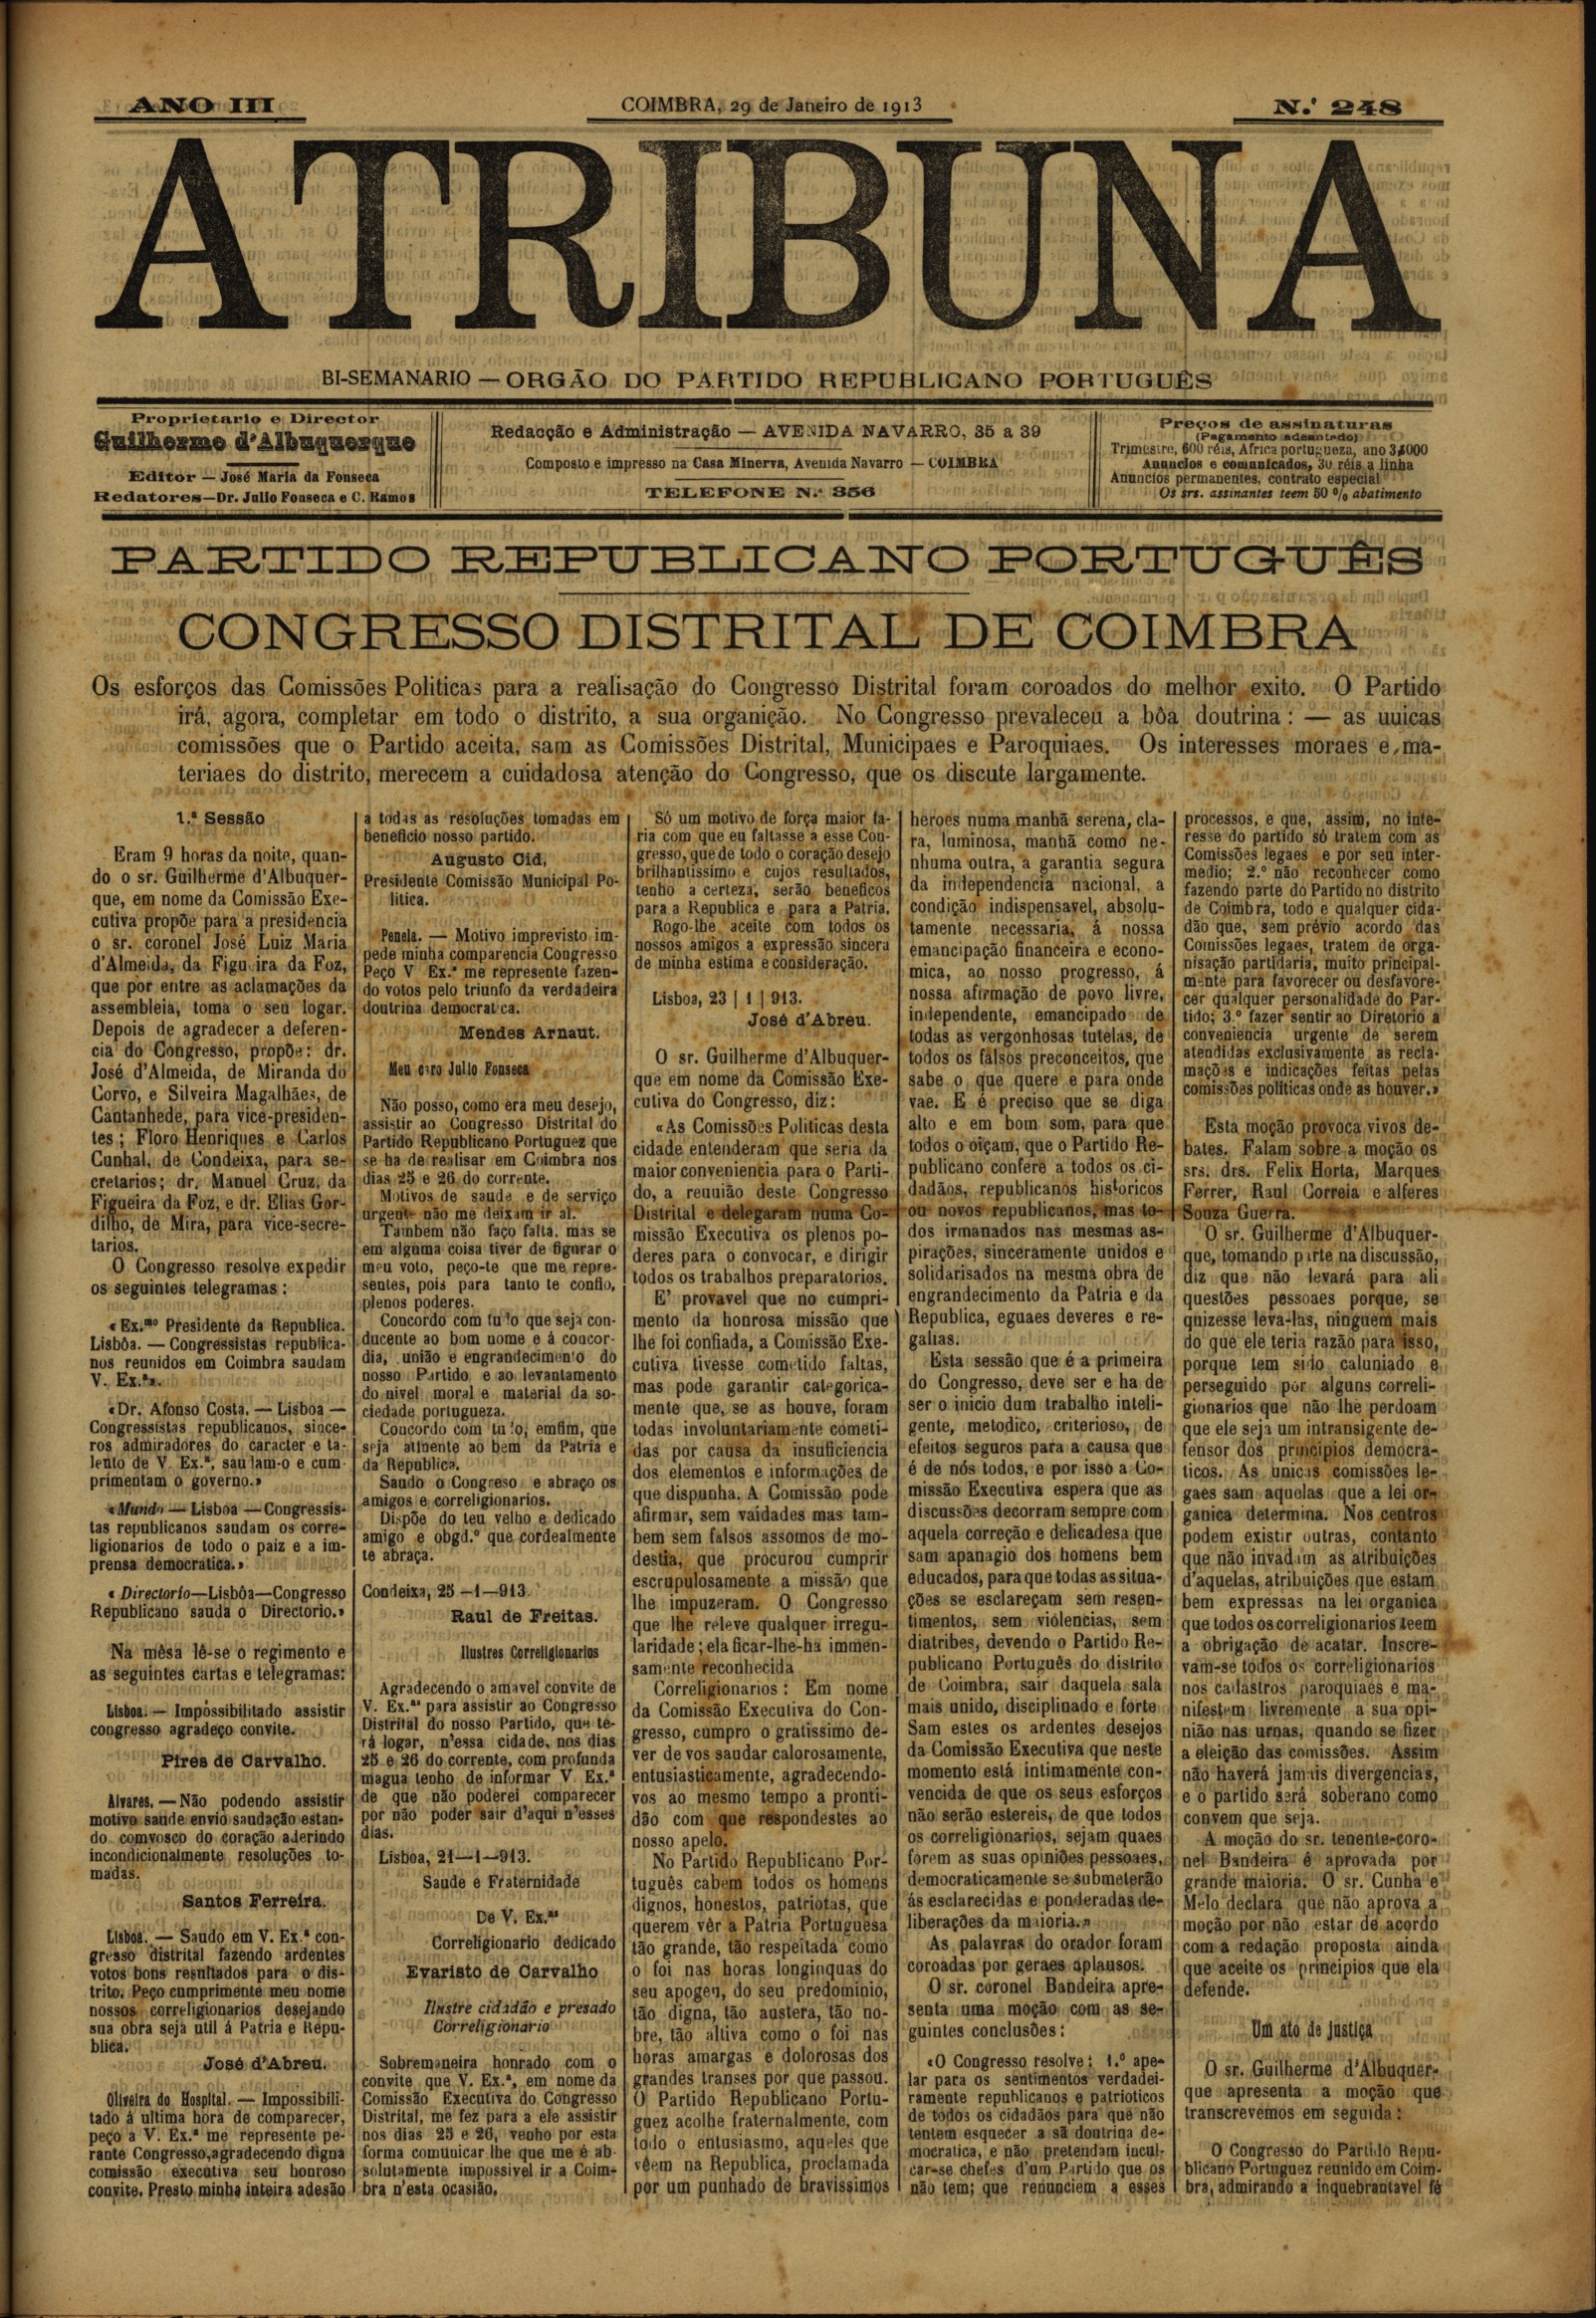 ANO III
COIMBRA, 29 de Janeiro de 1913
N.º 248
A TRIBUNA
BI-SEMANARIO — ORGÃO DO PARTIDO REPUBLICANO PORTUGUÊS
Proprietario e Director
Guilherme d'Albuquerque
Editor — José Maria da Fonseca
Redatores—Dr. Julio Fonseca e C. Ramos
Redacção e Administração — AVENIDA NAVARRO, 35 a 39
Composto e impresso na Casa Minerva, Avenida Navarro — COIMBRA
TELEFONE N.º 356
Preços de assinaturas
(Pagamento adeantado)
Trimestre, 600 réis, Africa portugueza, ano 3$000
Anuncios e comunicados, 30 réis a linha
Anuncios permanentes, contrato especial
Os srs. assinantes teem 50 % abatimento
PARTIDO REPUBLICANO PORTUGUÊS
CONGRESSO DISTRITAL DE COIMBRA
Os esforços das Comissões Politicas para a realisação do Congresso Distrital foram coroados do melhor exito. O Partido
irá, agora, completar em todo o distrito, a sua organição. No Congresso prevaleceu a bôa doutrina: — as uuicas
comissões que o Partido aceita, sam as Comissões Distrital, Municipaes e Paroquiaes. Os interesses moraes e ma-
teriaes do distrito, merecem a cuidadosa atenção do Congresso, que os discute largamente.
1.ª Sessão
Eram 9 horas da noite, quan-
do o sr. Guilherme d'Albuquer-
que, em nome da Comissão Exe-
cutiva propõe para a presidencia
o sr. coronel José Luiz Maria
d'Almeida, da Figu ira da Foz,
que por entre as aclamações da
assembleia, toma o seu logar.
Depois de agradecer a deferen-
cia do Congresso, propõe: dr.
José d'Almeida, de Miranda do
Corvo, e Silveira Magalhães, de
Cantanhede, para vice-presiden-
tes; Floro Henriques e Carlos
Cunhal, de Condeixa, para se-
cretarios; dr. Manuel Cruz, da
Figueira da Foz, e dr. Elias Gor-
dilho, de Mira, para vice-secre-
tarios.
O Congresso resolve expedir
os seguintes telegramas:
«Ex.mo Presidente da Republica.
Lisbôa. — Congressistas republica-
nos reunidos em Coimbra saudam
V. Ex.ª».
«Dr. Afonso Costa. — Lisboa —
Congressistas republicanos, since-
ros admiradores do caracter e ta-
lento de V. Ex.ª, saudam-o e cum-
primentam o governo.»
«Mundo — Lisboa — Congressis-
tas republicanos saudam os corre-
ligionarios de todo o paiz e a im-
prensa democratica.»
«Directorio—Lisbôa—Congresso
Republicano sauda o Directorio.»
Na mêsa lê-se o regimento e
as seguintes cartas e telegramas:
Lisboa. — Impossibilitado assistir
congresso agradeço convite.
Pires de Carvalho.
Alvares. — Não podendo assistir
motivo saude envio saudação estan-
do comvosco do coração aderindo
incondicionalmente resoluções to-
madas.
Santos Ferreira.
Lisboa. — Saudo em V. Ex.ª con-
gresso distrital fazendo ardentes
votos bons resultados para o dis-
trito. Peço cumprimente meu nome
nossos correligionarios desejando
sua obra seja util á Patria e Repu-
blica.
José d'Abreu.
Oliveira do Hospital. — Impossibili-
tado á ultima hora de comparecer,
peço a V. Ex.ª me represente pe-
rante Congresso, agradecendo digna
comissão executiva seu honroso
convite. Presto minha inteira adesão
a todas as resoluções tomadas em
beneficio nosso partido.
Augusto Cid,
Presidente Comissão Municipal Po-
litica.
Penela. — Motivo imprevisto im-
pede minha comparencia Congresso
Peço V Ex.ª me represente fazen-
do votos pelo triunfo da verdadeira
doutrina democrat ca.
Mendes Arnaut.
Meu caro Julio Fonseca
Não posso, como era meu desejo,
assistir ao Congresso Distrital do
Partido Republicano Portuguez que
se ha de realisar em Coimbra nos
dias 25 e 26 do corrente.
Motivos de saude e de serviço
urgente não me deixam ir aí.
Tambem não faço falta, mas se
em alguma coisa tiver de figurar o
meu voto, peço-te que me repre-
sentes, pois para tanto te confio,
plenos poderes.
Concordo com tudo que seja con-
ducente ao bom nome e á concor-
dia, união e engrandecimento do
nosso Partido e ao levantamento
do nivel moral e material da so-
ciedade portugueza.
Concordo com tudo, emfim, que
seja atinente ao bem da Patria e
da Republica.
Saudo o Congreso e abraço os
amigos e correligionarios.
Dispõe do teu velho e dedicado
amigo e obgd.º que cordealmente
te abraça.
Condeixa, 25—1—913.
Raul de Freitas.
Ilustres Correligionarios
Agradecendo o amavel convite de
V. Ex.ªs para assistir ao Congresso
Distrital do nosso Partido, que te-
rá logar, n'essa cidade, nos dias
25 e 26 do corrente, com profunda
magua tenho de informar V. Ex.ª
de que não poderei comparecer
por não poder sair d'aqui n'esses
dias.
Lisboa, 21—1—913.
Saude e Fraternidade
De V. Ex.ªs
Correligionario dedicado
Evaristo de Carvalho
Ilustre cidadão e presado
Correligionario
Sobremaneira honrado com o
convite que V. Ex.ª, em nome da
Comissão Executiva do Congresso
Distrital, me fez para a ele assistir
nos dias 25 e 26, venho por esta
forma comunicar lhe que me é ab-
solutamente impossivel ir a Coim-
bra n'esta ocasião.
Só um motivo de força maior fa-
ria com que eu faltasse a esse Con-
gresso, que de todo o coração desejo
brilhantissimo e cujos resultados,
tenho a certeza, serão beneficos
para a Republica e para a Patria.
Rogo-lhe aceite com todos os
nossos amigos a expressão sincera
de minha estima e consideração.
Lisboa, 23 | 1 | 913.
José d'Abreu.
O sr. Guilherme d'Albuquer-
que em nome da Comissão Exe-
cutiva do Congresso, diz:
«As Comissões Politicas desta
cidade entenderam que seria da
maior conveniencia para o Parti-
do, a reunião deste Congresso
Distrital e delegaram numa Co-
missão Executiva os plenos po-
deres para o convocar, e dirigir
todos os trabalhos preparatorios.
E' provavel que no cumpri-
mento da honrosa missão que
lhe foi confiada, a Comissão Exe-
cutiva tivesse cometido faltas,
mas pode garantir categorica-
mente que, se as houve, foram
todas involuntariamente cometi-
das por causa da insuficiencia
dos elementos e informações de
que dispunha. A Comissão pode
afirmar, sem vaidades mas tam-
bem sem falsos assomos de mo-
destia, que procurou cumprir
escrupulosamente a missão que
lhe impuzeram. O Congresso
que lhe releve qualquer irregu-
laridade; ela ficar-lhe-ha immen-
samente reconhecida
Correligionarios: Em nome
da Comissão Executiva do Con-
gresso, cumpro o gratissimo de-
ver de vos saudar calorosamente,
entusiasticamente, agradecendo-
vos ao mesmo tempo a pronti-
dão com que respondestes ao
nosso apelo.
No Partido Republicano Por-
tuguês cabem todos os homens
dignos, honestos, patriotas, que
querem vêr a Patria Portuguêsa
tão grande, tão respeitada como
o foi nas horas longinquas do
seu apogeu, do seu predominio,
tão digna, tão austera, tão no-
bre, tão altiva como o foi nas
horas amargas e dolorosas dos
grandes transes por que passou.
O Partido Republicano Portu-
guez acolhe fraternalmente, com
todo o entusiasmo, aqueles que
vêem na Republica, proclamada
por um punhado de bravissimos
heroes numa manhã serena, cla-
ra, luminosa, manhã como ne-
nhuma outra, a garantia segura
da independencia nacional, a
condição indispensavel, absolu-
tamente necessaria, á nossa
emancipação financeira e econo-
mica, ao nosso progresso, á
nossa afirmação de povo livre,
independente, emancipado de
todas as vergonhosas tutelas, de
todos os falsos preconceitos, que
sabe o que quere e para onde
vae. E é preciso que se diga
alto e em bom som, para que
todos o oiçam, que o Partido Re-
publicano confere a todos os ci-
dadãos, republicanos historicos
ou novos republicanos, mas to-
dos irmanados nas mesmas as-
pirações, sinceramente unidos e
solidarisados na mesma obra de
engrandecimento da Patria e da
Republica, eguaes deveres e re-
galias.
Esta sessão que é a primeira
do Congresso, deve ser e ha de
ser o inicio dum trabalho inteli-
gente, metodico, criterioso, de
efeitos seguros para a causa que
é de nós todos, e por isso a Co-
missão Executiva espera que as
discussões decorram sempre com
aquela correção e delicadesa que
sam apanagio dos homens bem
educados, para que todas as situa-
ções se esclareçam sem resen-
timentos, sem violencias, sem
diatribes, devendo o Partido Re-
publicano Português do distrito
de Coimbra, sair daquela sala
mais unido, disciplinado e forte
Sam estes os ardentes desejos
da Comissão Executiva que neste
momento está intimamente con-
vencida de que os seus esforços
não serão estereis, de que todos
os correligionarios, sejam quaes
forem as suas opiniões pessoaes,
democraticamente se submeterão
ás esclarecidas e ponderadas de-
liberações da maioria.»
As palavras do orador foram
coroadas por geraes aplausos.
O sr. coronel Bandeira apre-
senta uma moção com as se-
guintes conclusões:
«O Congresso resolve: 1.º ape-
lar para os sentimentos verdadei-
ramente republicanos e patrioticos
de todos os cidadãos para que não
tentem esquecer a sã doutrina de-
mocratica, e não pretendam incul-
car-se chefes d'um Partido que os
não tem; que renunciem a esses
processos, e que, assim, no inte-
resse do partido só tratem com as
Comissões legaes e por seu inter-
medio; 2.º não reconhecer como
fazendo parte do Partido no distrito
de Coimbra, todo e qualquer cida-
dão que, sem prévio acordo das
Comissões legaes, tratem de orga-
nisação partidaria, muito principal-
mente para favorecer ou desfavore-
cer qualquer personalidade do Par-
tido; 3.º fazer sentir ao Diretorio a
conveniencia urgente de serem
atendidas exclusivamente as recla-
mações e indicações feitas pelas
comissões politicas onde as houver.»
Esta moção provoca vivos de-
bates. Falam sobre a moção os
srs. drs. Felix Horta, Marques
Ferrer, Raul Correia e alferes
Souza Guerra.
O sr. Guilherme d'Albuquer-
que, tomando parte na discussão,
diz que não levará para ali
questões pessoaes porque, se
quizesse leva-las, ninguem mais
do que ele teria razão para isso,
porque tem sido caluniado e
perseguido por alguns correli-
gionarios que não lhe perdoam
que ele seja um intransigente de-
fensor dos principios democra-
ticos. As unicas comissões le-
gaes sam aquelas que a lei or-
ganica determina. Nos centros
podem existir outras, contanto
que não invadam as atribuições
d'aquelas, atribuições que estam
bem expressas na lei organica
que todos os correligionarios teem
a obrigação de acatar. Inscre-
vam-se todos os correligionarios
nos cadastros paroquiaes e ma-
nifestem livremente a sua opi-
nião nas urnas, quando se fizer
a eleição das comissões. Assim
não haverá jamais divergencias,
e o partido será soberano como
convem que seja.
A moção do sr. tenente-coro-
nel Bandeira é aprovada por
grande maioria. O sr. Cunha e
Melo declara que não aprova a
moção por não estar de acordo
com a redação proposta ainda
que aceite os principios que ela
defende.
Um ato de justiça
O sr. Guilherme d'Albuquer-
que apresenta a moção que
transcrevemos em seguida:
O Congresso do Partido Repu-
blicano Portuguez reunido em Coim-
bra, admirando a inquebrantavel fé